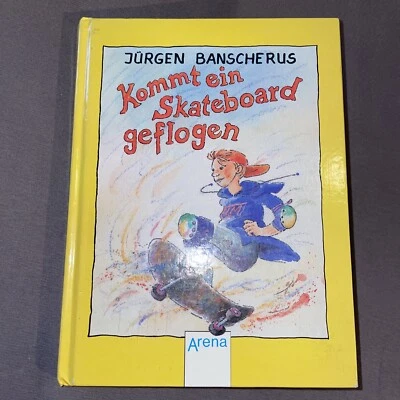 JÜRGEN BANSCHERUS
Kommt ein
Skateboard
geflogen
Arena